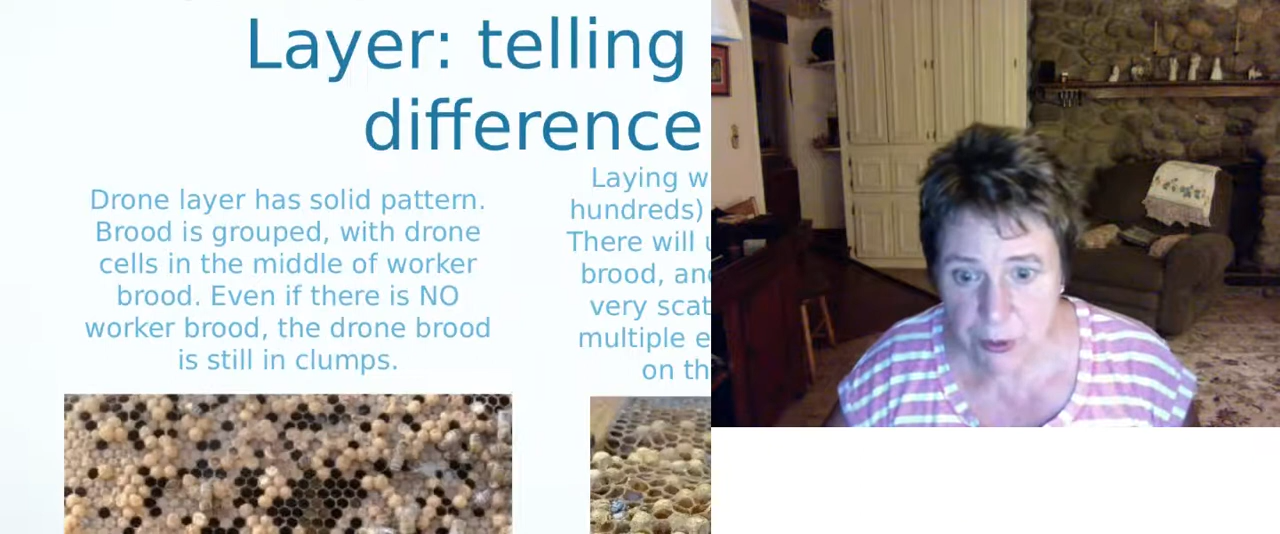 Layer: telling
difference
Drone layer has solid pattern.
Brood is grouped, with drone
cells in the middle of worker
brood. Even if there is NO
worker brood, the drone brood
is still in clumps.
Laying w
hundreds)
There will u
brood, and
very scat
multiple e
on th